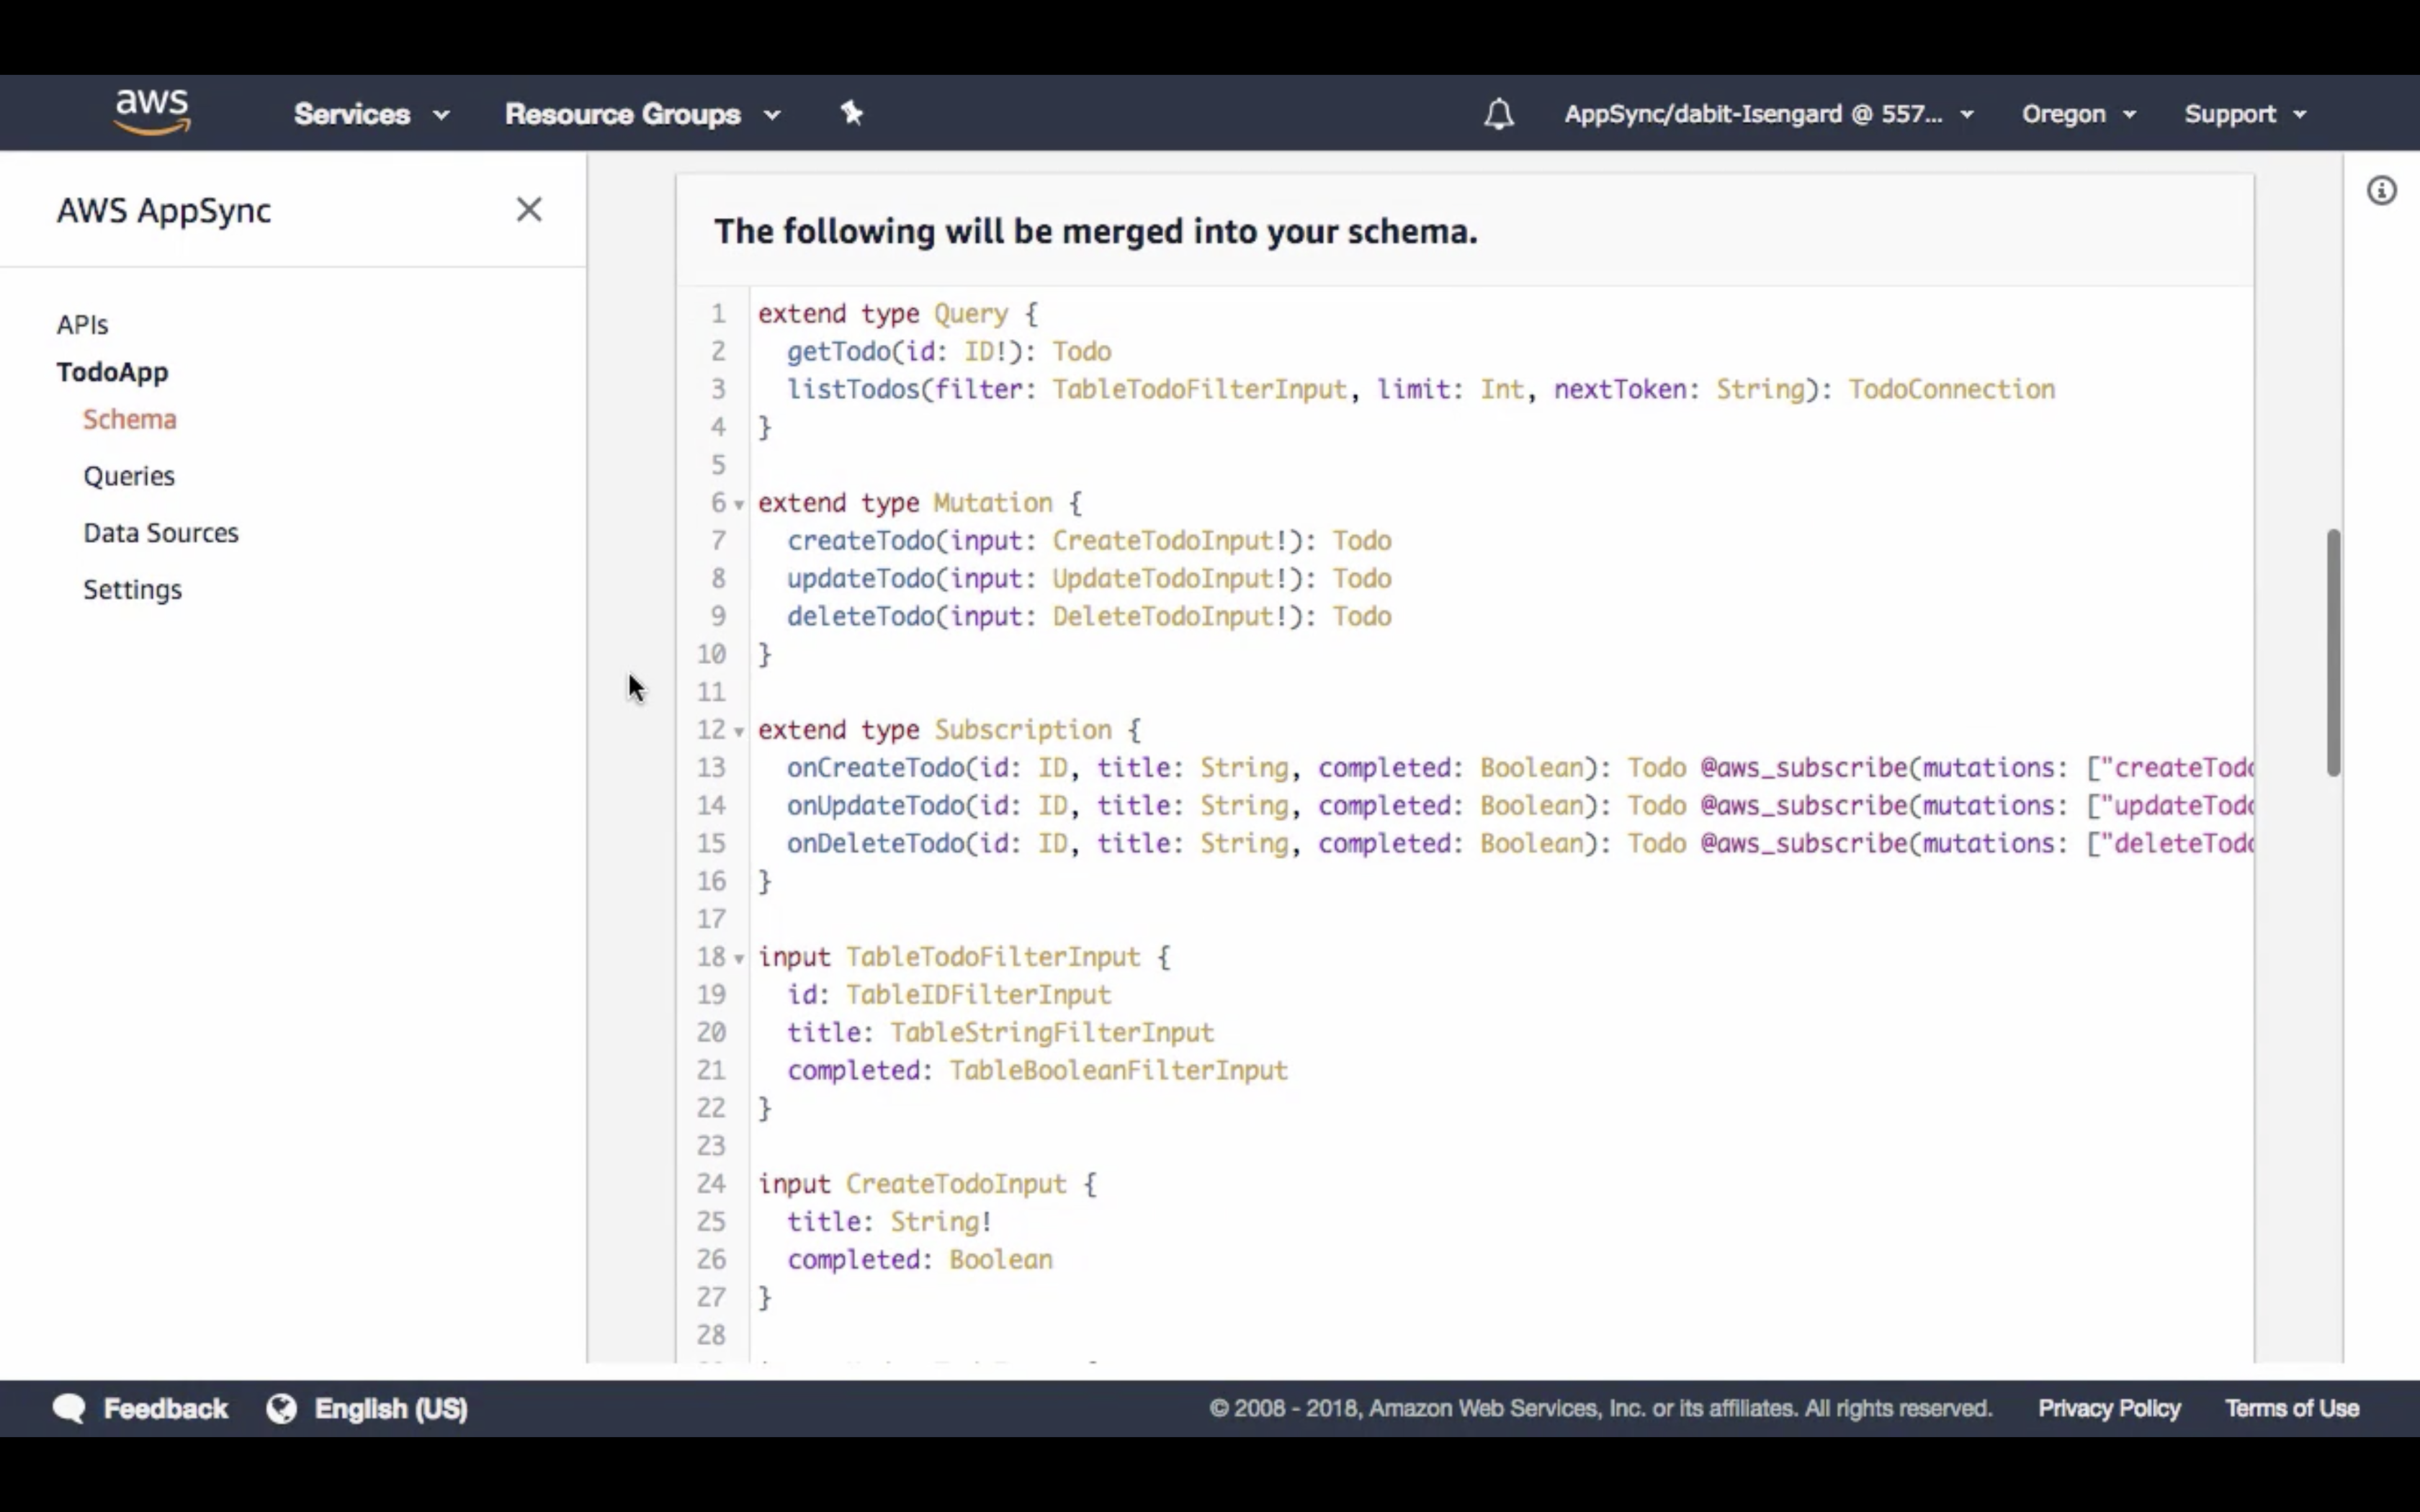 aws Services Resource Groups AppSync/dabit-Isengard @ 557... Oregon Support
AWS AppSync
APIs
TodoApp
Schema
Queries
Data Sources
Settings
The following will be merged into your schema.
1 extend type Query {
2 getTodo(id: ID!): Todo
3 listTodos(filter: TableTodoFilterInput, limit: Int, nextToken: String): TodoConnection
4 }
5
6 extend type Mutation {
7 createTodo(input: CreateTodoInput!): Todo
8 updateTodo(input: UpdateTodoInput!): Todo
9 deleteTodo(input: DeleteTodoInput!): Todo
10 }
11
12 extend type Subscription {
13 onCreateTodo(id: ID, title: String, completed: Boolean): Todo @aws_subscribe(mutations: ["createTodo
14 onUpdateTodo(id: ID, title: String, completed: Boolean): Todo @aws_subscribe(mutations: ["updateTodo
15 onDeleteTodo(id: ID, title: String, completed: Boolean): Todo @aws_subscribe(mutations: ["deleteTodo
16 }
17
18 input TableTodoFilterInput {
19 id: TableIDFilterInput
20 title: TableStringFilterInput
21 completed: TableBooleanFilterInput
22 }
23
24 input CreateTodoInput {
25 title: String!
26 completed: Boolean
27 }
28
Feedback English (US) © 2008 - 2018, Amazon Web Services, Inc. or its affiliates. All rights reserved. Privacy Policy Terms of Use